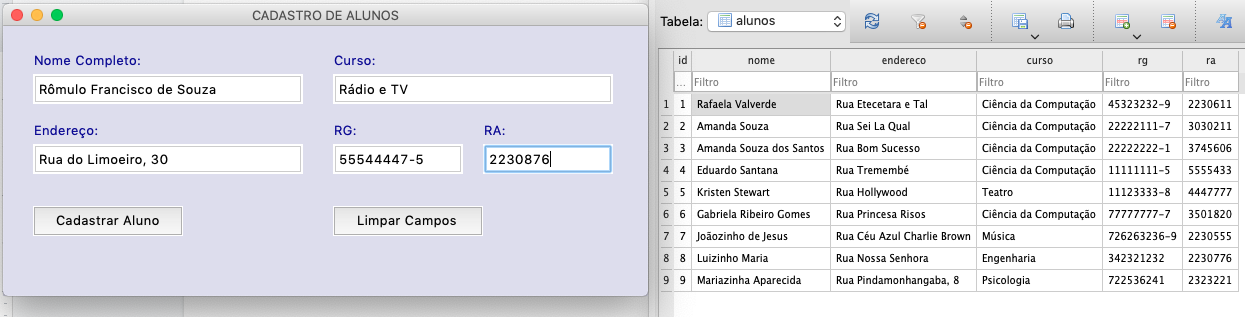 CADASTRO DE ALUNOS
Nome Completo: Curso:
Rômulo Francisco de Souza Rádio e TV
Endereço: RG: RA:
Rua do Limoeiro, 30 55544447-5 2230876
Cadastrar Aluno Limpar Campos
Tabela: alunos
id nome endereco curso rg ra
... Filtro Filtro Filtro Filtro Filtro
1 1 Rafaela Valverde Rua Etecetara e Tal Ciência da Computação 45323232-9 2230611
2 2 Amanda Souza Rua Sei La Qual Ciência da Computação 22222111-7 3030211
3 3 Amanda Souza dos Santos Rua Bom Sucesso Ciência da Computação 22222222-1 3745606
4 4 Eduardo Santana Rua Tremembé Ciência da Computação 11111111-5 5555433
5 5 Kristen Stewart Rua Hollywood Teatro 11123333-8 4447777
6 6 Gabriela Ribeiro Gomes Rua Princesa Risos Ciência da Computação 77777777-7 3501820
7 7 Joãozinho de Jesus Rua Céu Azul Charlie Brown Música 726263236-9 2230555
8 8 Luizinho Maria Rua Nossa Senhora Engenharia 342321232 2230776
9 9 Mariazinha Aparecida Rua Pindamonhangaba, 8 Psicologia 722536241 2323221